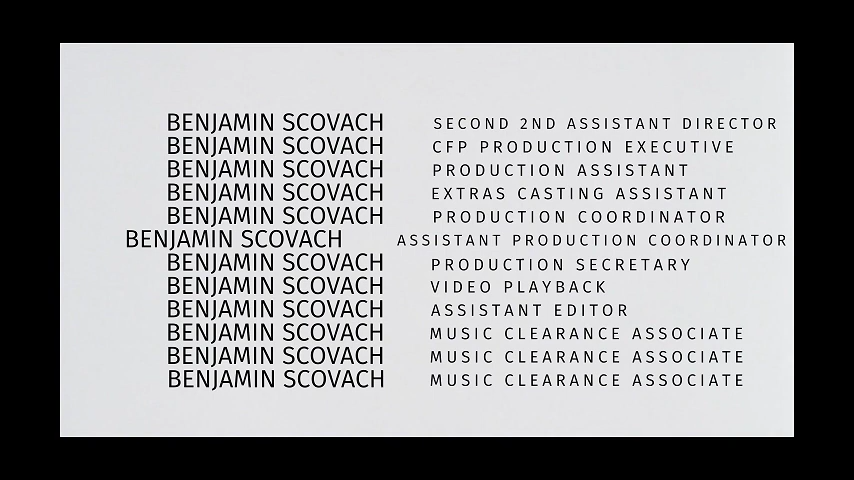 BENJAMIN SCOVACH SECOND 2ND ASSISTANT DIRECTOR
BENJAMIN SCOVACH CFP PRODUCTION EXECUTIVE
BENJAMIN SCOVACH PRODUCTION ASSISTANT
BENJAMIN SCOVACH EXTRAS CASTING ASSISTANT
BENJAMIN SCOVACH PRODUCTION COORDINATOR
BENJAMIN SCOVACH ASSISTANT PRODUCTION COORDINATOR
BENJAMIN SCOVACH PRODUCTION SECRETARY
BENJAMIN SCOVACH VIDEO PLAYBACK
BENJAMIN SCOVACH ASSISTANT EDITOR
BENJAMIN SCOVACH MUSIC CLEARANCE ASSOCIATE
BENJAMIN SCOVACH MUSIC CLEARANCE ASSOCIATE
BENJAMIN SCOVACH MUSIC CLEARANCE ASSOCIATE